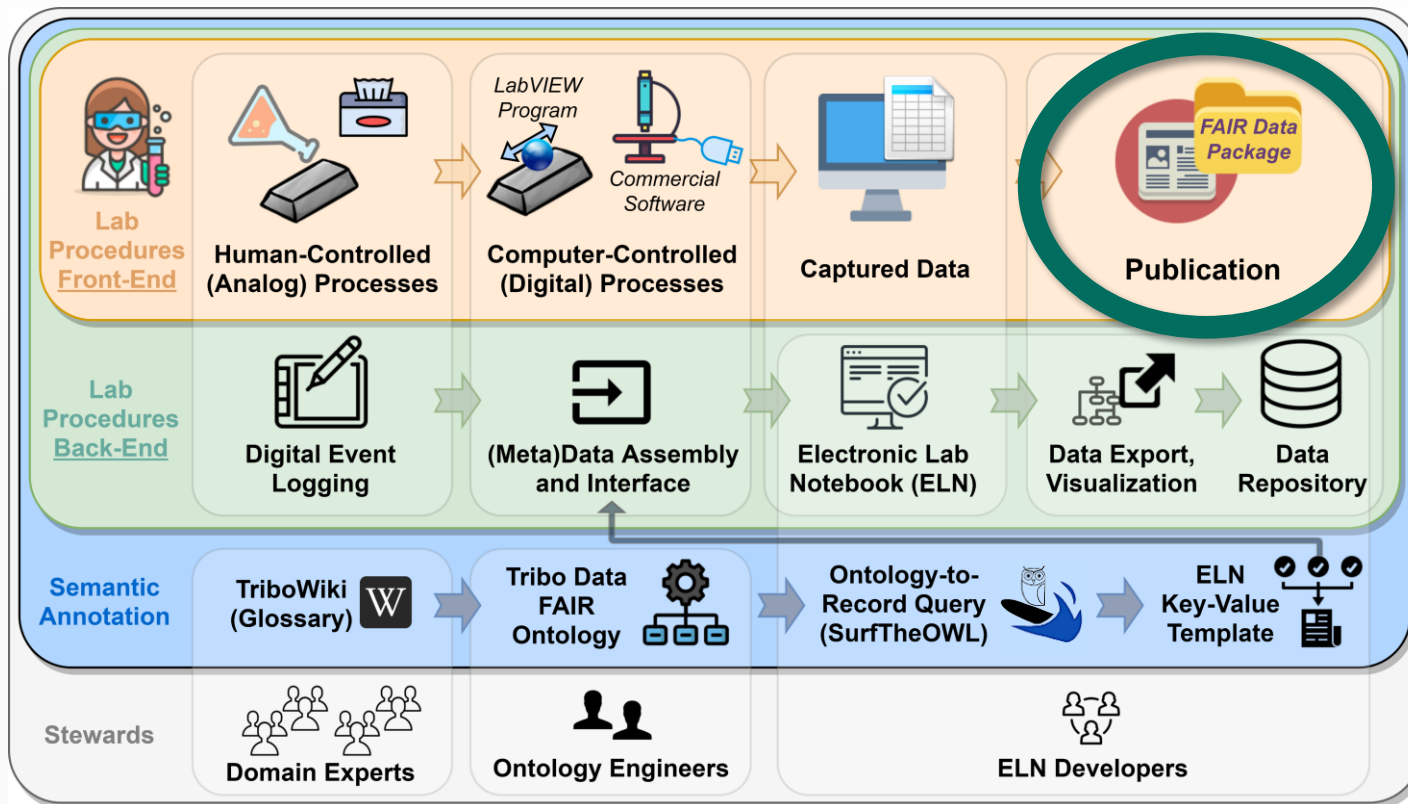 Lab
Procedures
Front-End
Human-Controlled
(Analog) Processes
LabVIEW
Program
Commercial
Software
Computer-Controlled
(Digital) Processes
Captured Data
FAIR Data
Package
Publication
Lab
Procedures
Back-End
Digital Event
Logging
(Meta)Data Assembly
and Interface
Electronic Lab
Notebook (ELN)
Data Export,
Visualization
Data
Repository
Semantic
Annotation
TriboWiki
(Glossary)
W
Tribo Data
FAIR
Ontology
Ontology-to-
Record Query
(SurfTheOWL)
ELN
Key-Value
Template
Stewards
Domain Experts
Ontology Engineers
ELN Developers